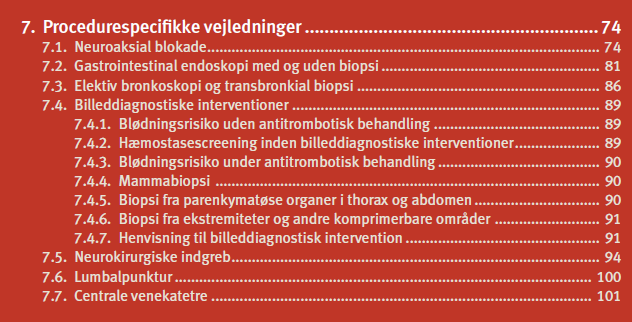 7. Procedurespecifikke vejledninger ........................................................ 74
7.1. Neuroaksial blokade................................................................................ 74
7.2. Gastrointestinal endoskopi med og uden biopsi ............................................ 81
7.3. Elektiv bronkoskopi og transbronkial biopsi ................................................. 86
7.4. Billeddiagnostiske interventioner ............................................................... 89
7.4.1. Blødningsrisiko uden antitrombotisk behandling ................................... 89
7.4.2. Hæmostasescreening inden billeddiagnostiske interventioner................. 89
7.4.3. Blødningsrisiko under antitrombotisk behandling .................................. 90
7.4.4. Mammabiopsi ................................................................................... 90
7.4.5. Biopsi fra parenkymatøse organer i thorax og abdomen ......................... 90
7.4.6. Biopsi fra ekstremiteter og andre komprimerbare områder ..................... 91
7.4.7. Henvisning til billeddiagnostisk intervention ......................................... 91
7.5. Neurokirurgiske indgreb........................................................................... 94
7.6. Lumbalpunktur ....................................................................................... 100
7.7. Centrale venekatetre ............................................................................... 101